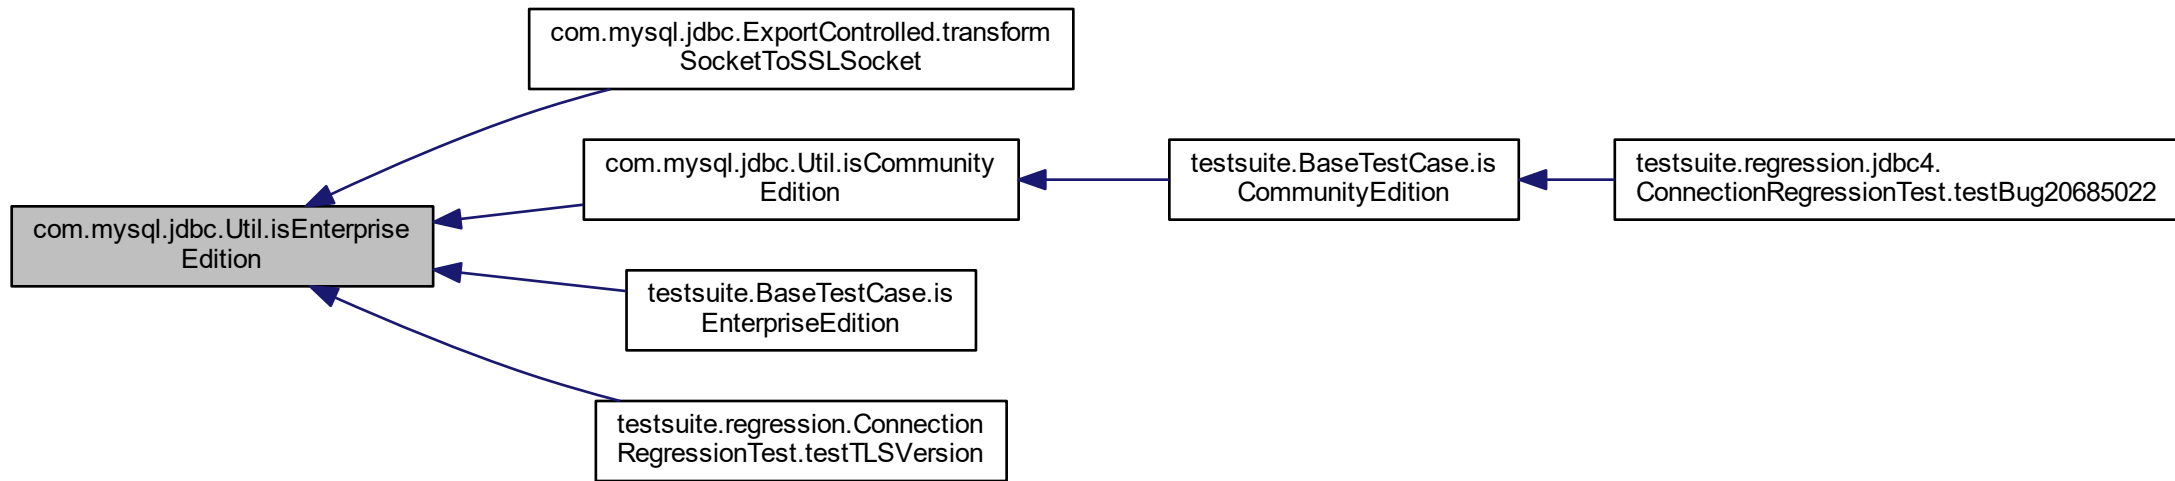 com.mysql.jdbc.ExportControlled.transform
SocketToSSLSocket
com.mysql.jdbc.Util.isCommunity
Edition
testsuite.BaseTestCase.is
CommunityEdition
testsuite.regression.jdbc4.
ConnectionRegressionTest.testBug20685022
com.mysql.jdbc.Util.isEnterprise
Edition
testsuite.BaseTestCase.is
EnterpriseEdition
testsuite.regression.Connection
RegressionTest.testTLSVersion